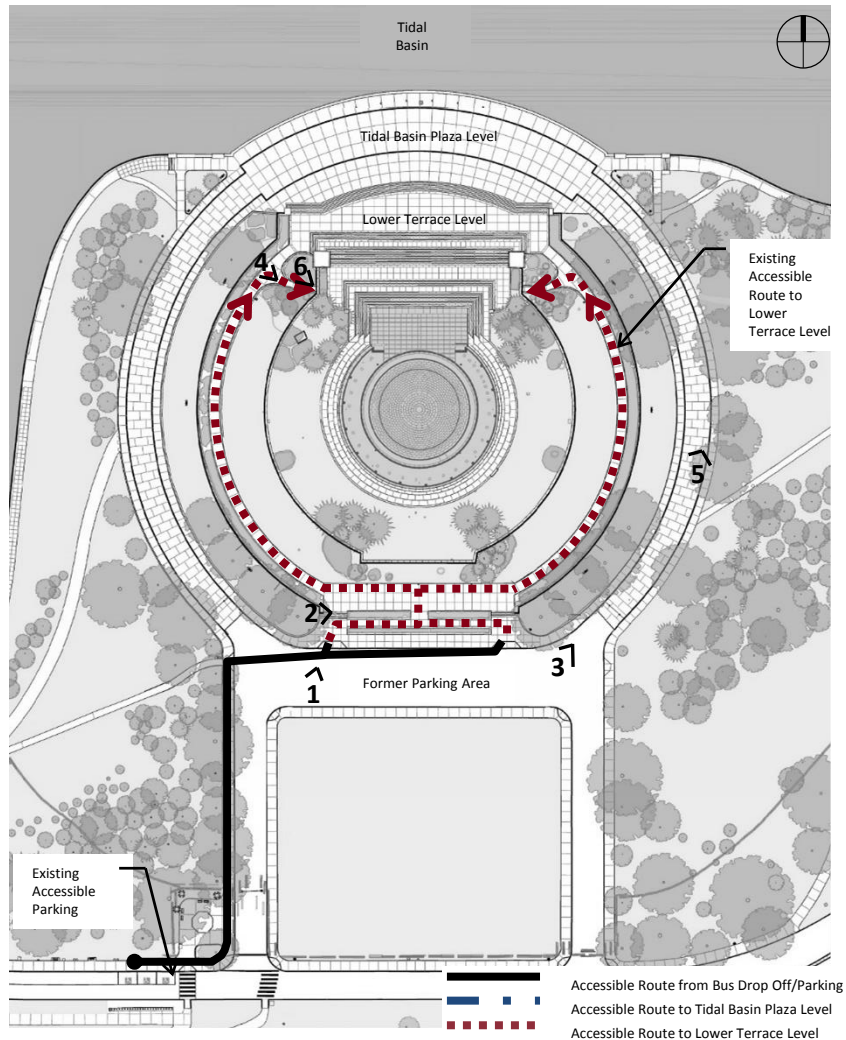 Tidal
Basin
Tidal Basin Plaza Level
Lower Terrace Level
4
6
Existing
Accessible
Route to
Lower
Terrace Level
5
2
3
1
Former Parking Area
Existing
Accessible
Parking
Accessible Route from Bus Drop Off/Parking
Accessible Route to Tidal Basin Plaza Level
Accessible Route to Lower Terrace Level